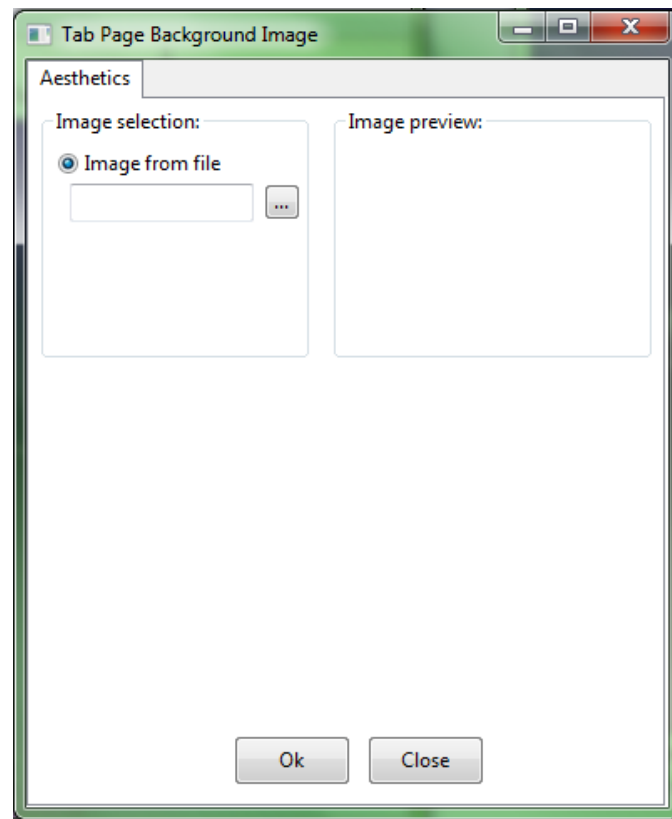 Tab Page Background Image
Aesthetics
Image selection:
Image preview:
Image from file
...
Ok
Close